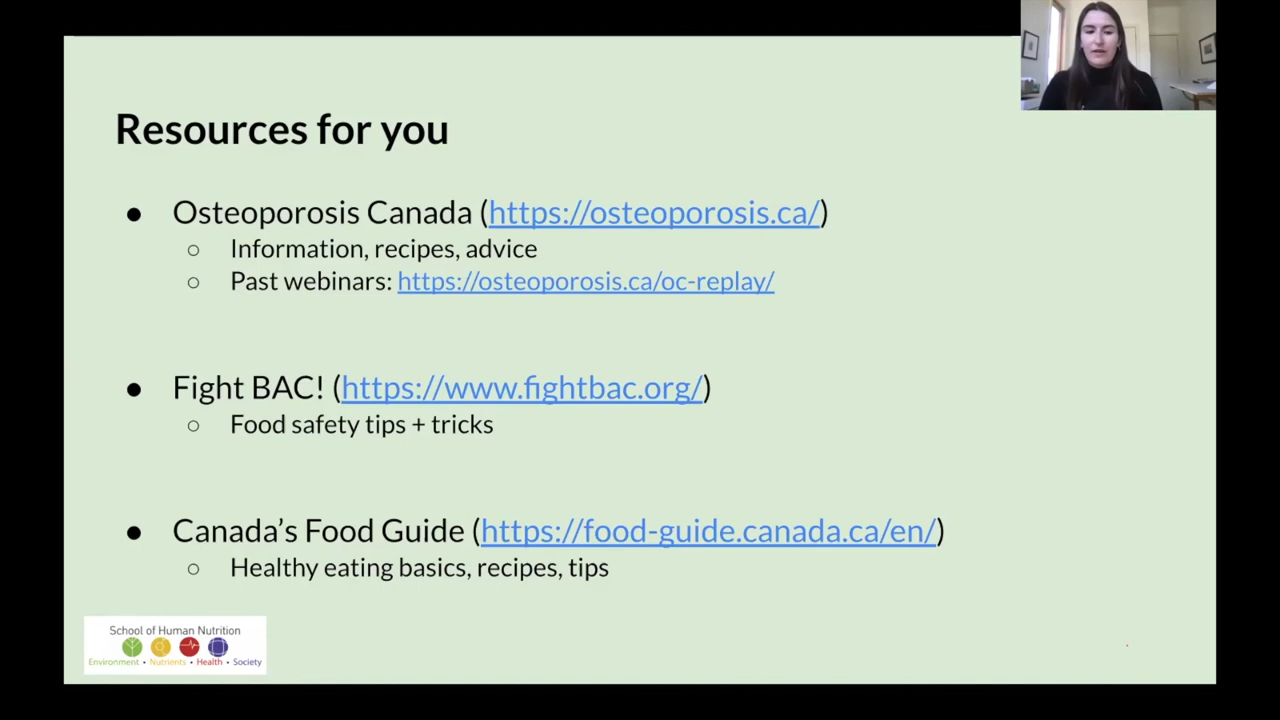 Resources for you
● Osteoporosis Canada (https://osteoporosis.ca/)
○ Information, recipes, advice
○ Past webinars: https://osteoporosis.ca/oc-replay/
● Fight BAC! (https://www.fightbac.org/)
○ Food safety tips + tricks
● Canada’s Food Guide (https://food-guide.canada.ca/en/)
○ Healthy eating basics, recipes, tips
School of Human Nutrition
Environment • Nutrients • Health • Society